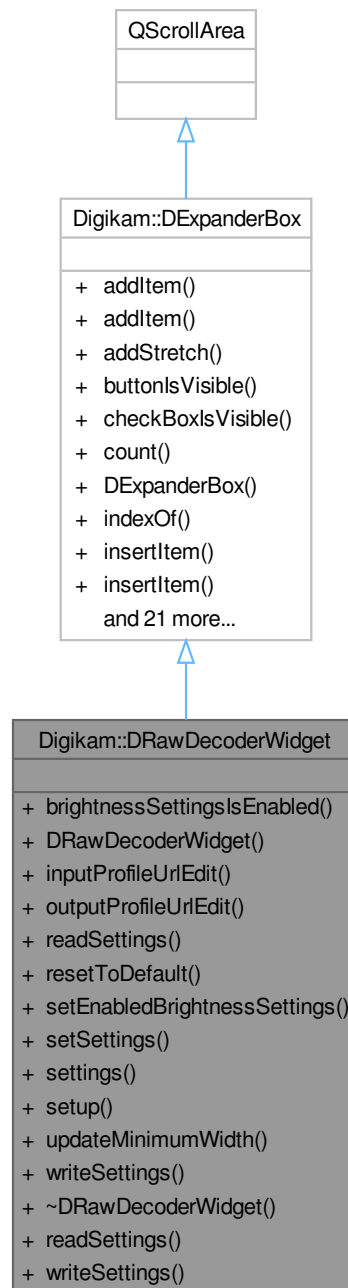 QScrollArea
Digikam::DExpanderBox
+ addItem()
+ addItem()
+ addStretch()
+ buttonIsVisible()
+ checkBoxIsVisible()
+ count()
+ DExpanderBox()
+ indexOf()
+ insertItem()
+ insertItem()
and 21 more...
Digikam::DRawDecoderWidget
+ brightnessSettingsIsEnabled()
+ DRawDecoderWidget()
+ inputProfileUrlEdit()
+ outputProfileUrlEdit()
+ readSettings()
+ resetToDefault()
+ setEnabledBrightnessSettings()
+ setSettings()
+ settings()
+ setup()
+ updateMinimumWidth()
+ writeSettings()
+ ~DRawDecoderWidget()
+ readSettings()
+ writeSettings()